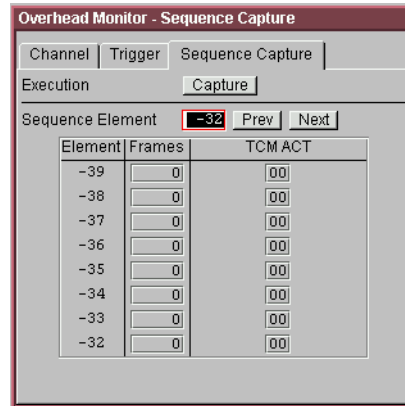 Overhead Monitor - Sequence Capture
Channel Trigger Sequence Capture
Execution Capture
Sequence Element -32 Prev Next
Element Frames TCM ACT
-39 0 00
-38 0 00
-37 0 00
-36 0 00
-35 0 00
-34 0 00
-33 0 00
-32 0 00